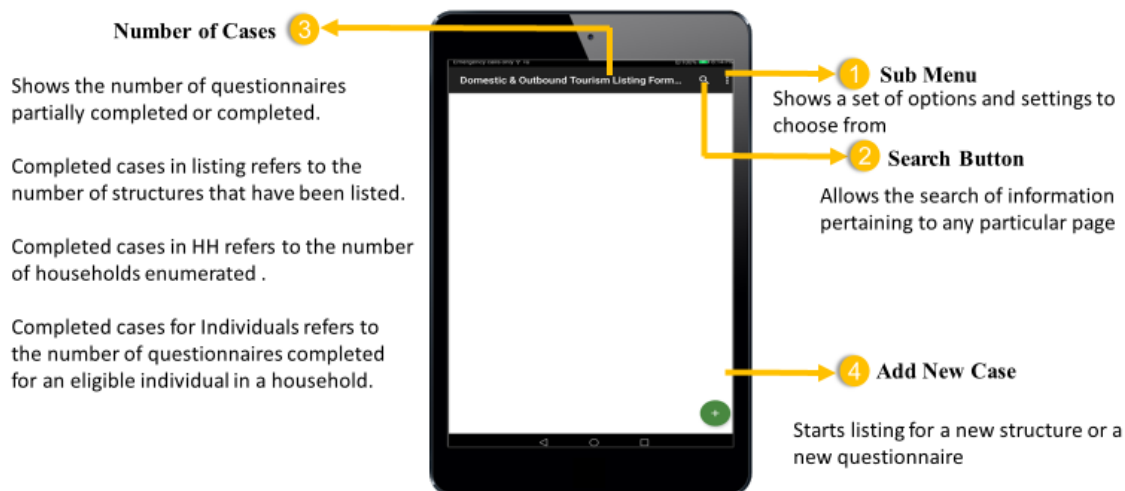 Number of Cases 3
Shows the number of questionnaires
partially completed or completed.
Completed cases in listing refers to the
number of structures that have been listed.
Completed cases in HH refers to the number
of households enumerated .
Completed cases for Individuals refers to
the number of questionnaires completed
for an eligible individual in a household.
Emergency calls only
Domestic & Outbound Tourism Listing Form...
1 Sub Menu
Shows a set of options and settings to
choose from
2 Search Button
Allows the search of information
pertaining to any particular page
4 Add New Case
Starts listing for a new structure or a
new questionnaire